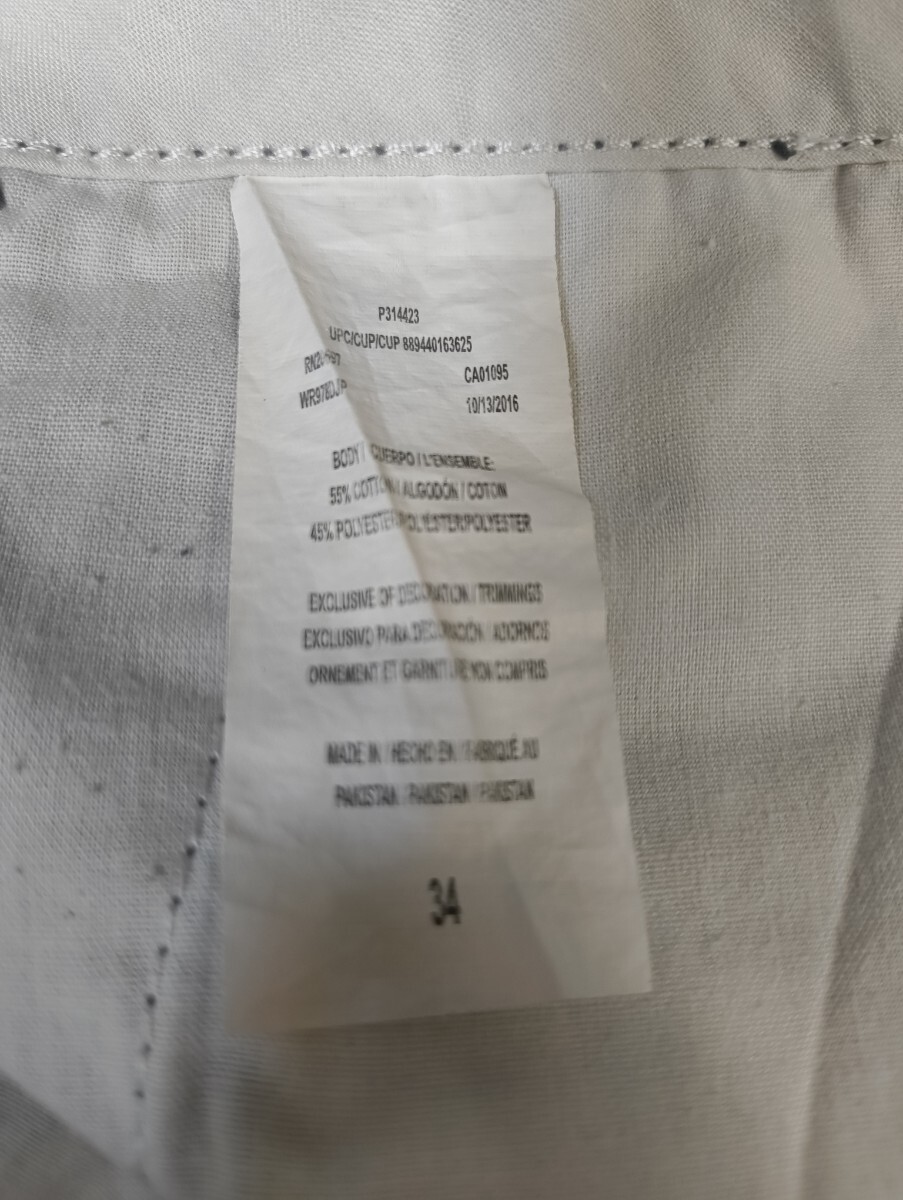 P314423
UPC/CUP/CUP 889440163625
CA01095
10/13/2016
BODY / CUERPO / L'ENSEMBLE:
55% COTTON / ALGODÓN / COTON
45% POLYESTER/POLYÉSTER/POLYESTER
EXCLUSIVE OF DECORATION / TRIMMINGS
EXCLUSIVO PARA DECORACIÓN / ADORNOS
ORNEMENT ET GARNITURE NON COMPRIS
MADE IN / HECHO EN / FABRIQUÉ AU
PAKISTAN / PAKISTAN / PAKISTAN
34